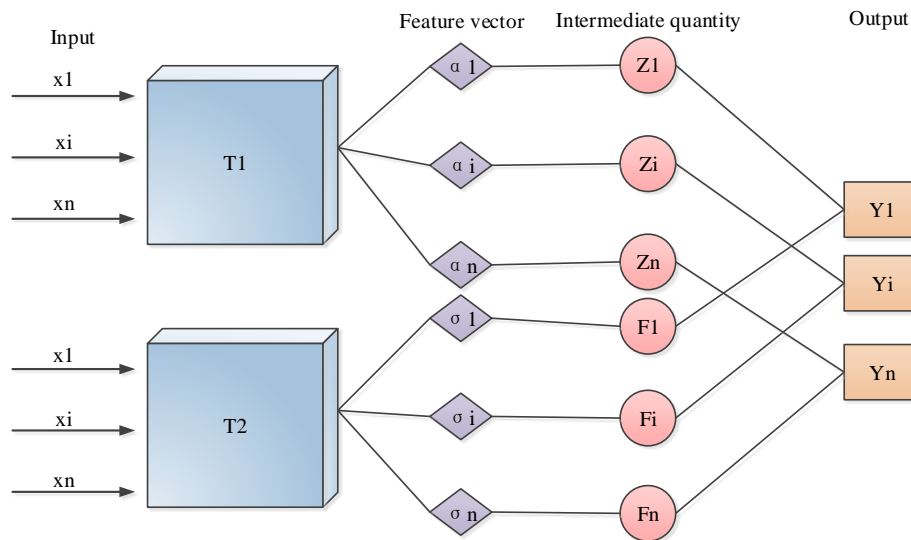 Input
Feature vector
Intermediate quantity
Output
x1
xi
xn
T1
α 1
α i
α n
Z1
Zi
Zn
x1
xi
xn
T2
σ 1
σ i
σ n
F1
Fi
Fn
Y1
Yi
Yn